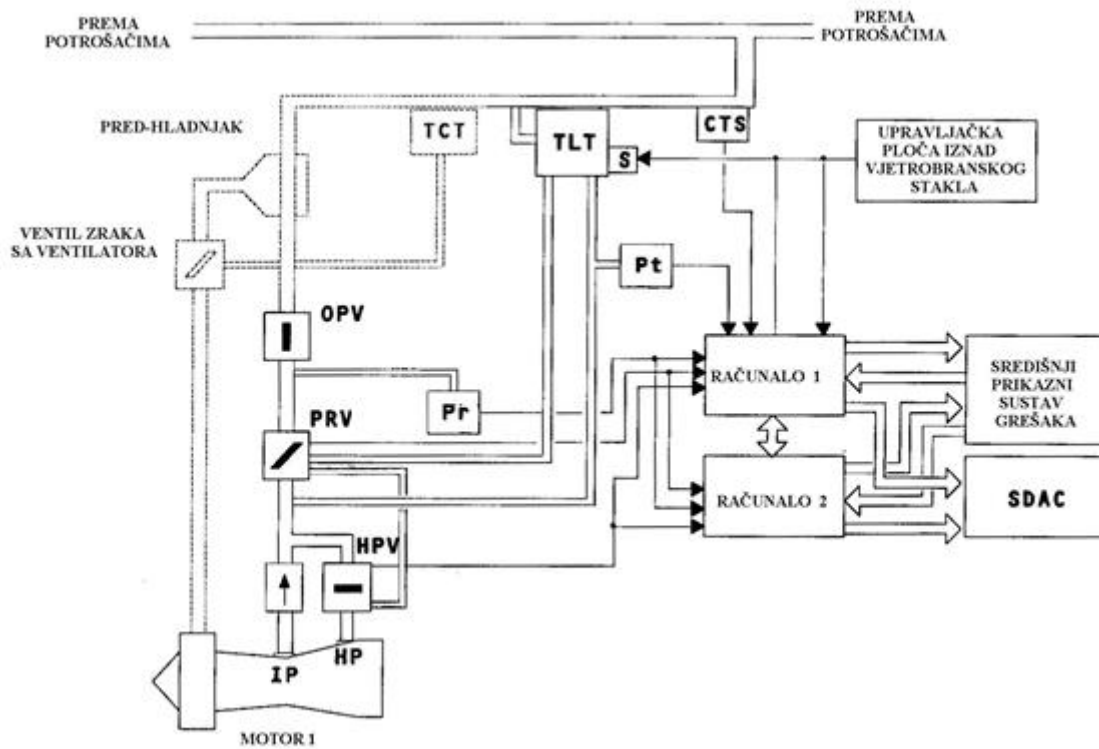 PREMA
POTROŠAČIMA
PREMA
POTROŠAČIMA
PRED-HLADNJAK
TCT
TLT
S
CTS
UPRAVLJAČKA
PLOČA IZNAD
VJETROBRANSKOG
STAKLA
VENTIL ZRAKA
SA VENTILATORA
Pt
OPV
RAČUNALO 1
SREDIŠNJI
PRIKAZNI
SUSTAV
GREŠAKA
Pr
PRV
RAČUNALO 2
SDAC
HPV
IP
HP
MOTOR 1